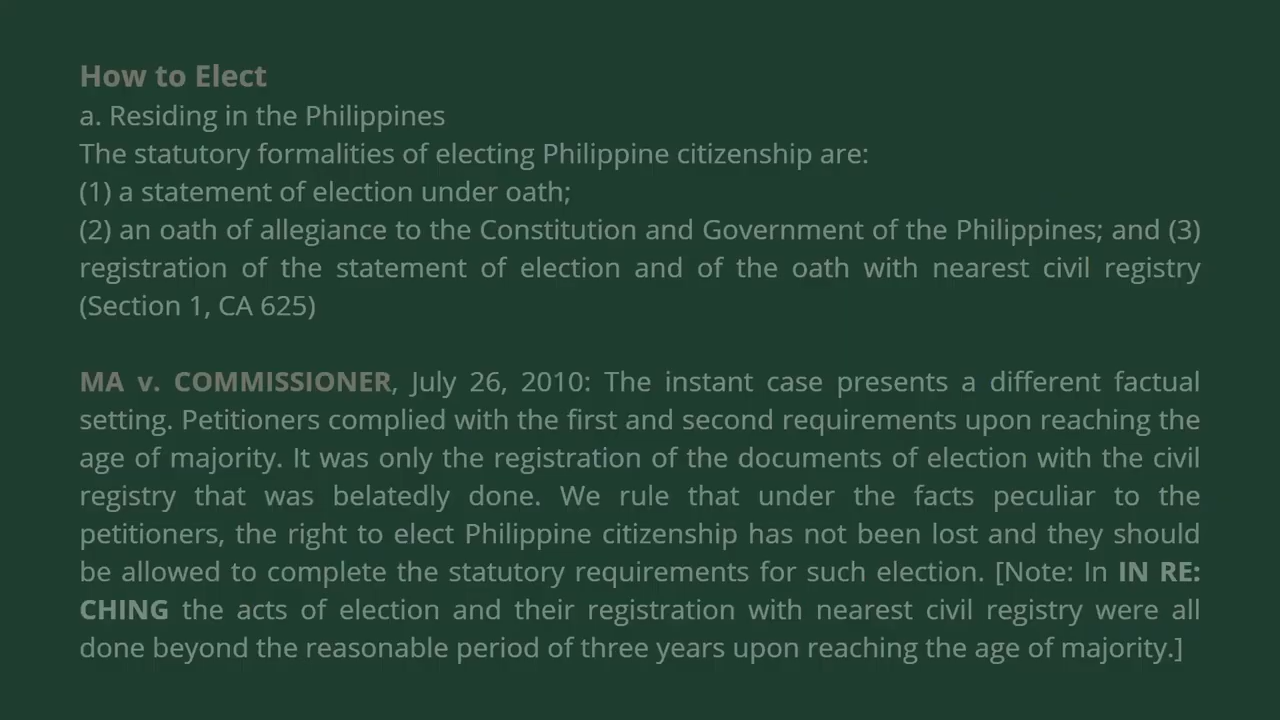 How to Elect
a. Residing in the Philippines
The statutory formalities of electing Philippine citizenship are:
(1) a statement of election under oath;
(2) an oath of allegiance to the Constitution and Government of the Philippines; and (3)
registration of the statement of election and of the oath with nearest civil registry
(Section 1, CA 625)
MA v. COMMISSIONER, July 26, 2010: The instant case presents a different factual
setting. Petitioners complied with the first and second requirements upon reaching the
age of majority. It was only the registration of the documents of election with the civil
registry that was belatedly done. We rule that under the facts peculiar to the
petitioners, the right to elect Philippine citizenship has not been lost and they should
be allowed to complete the statutory requirements for such election. [Note: In IN RE:
CHING the acts of election and their registration with nearest civil registry were all
done beyond the reasonable period of three years upon reaching the age of majority.]